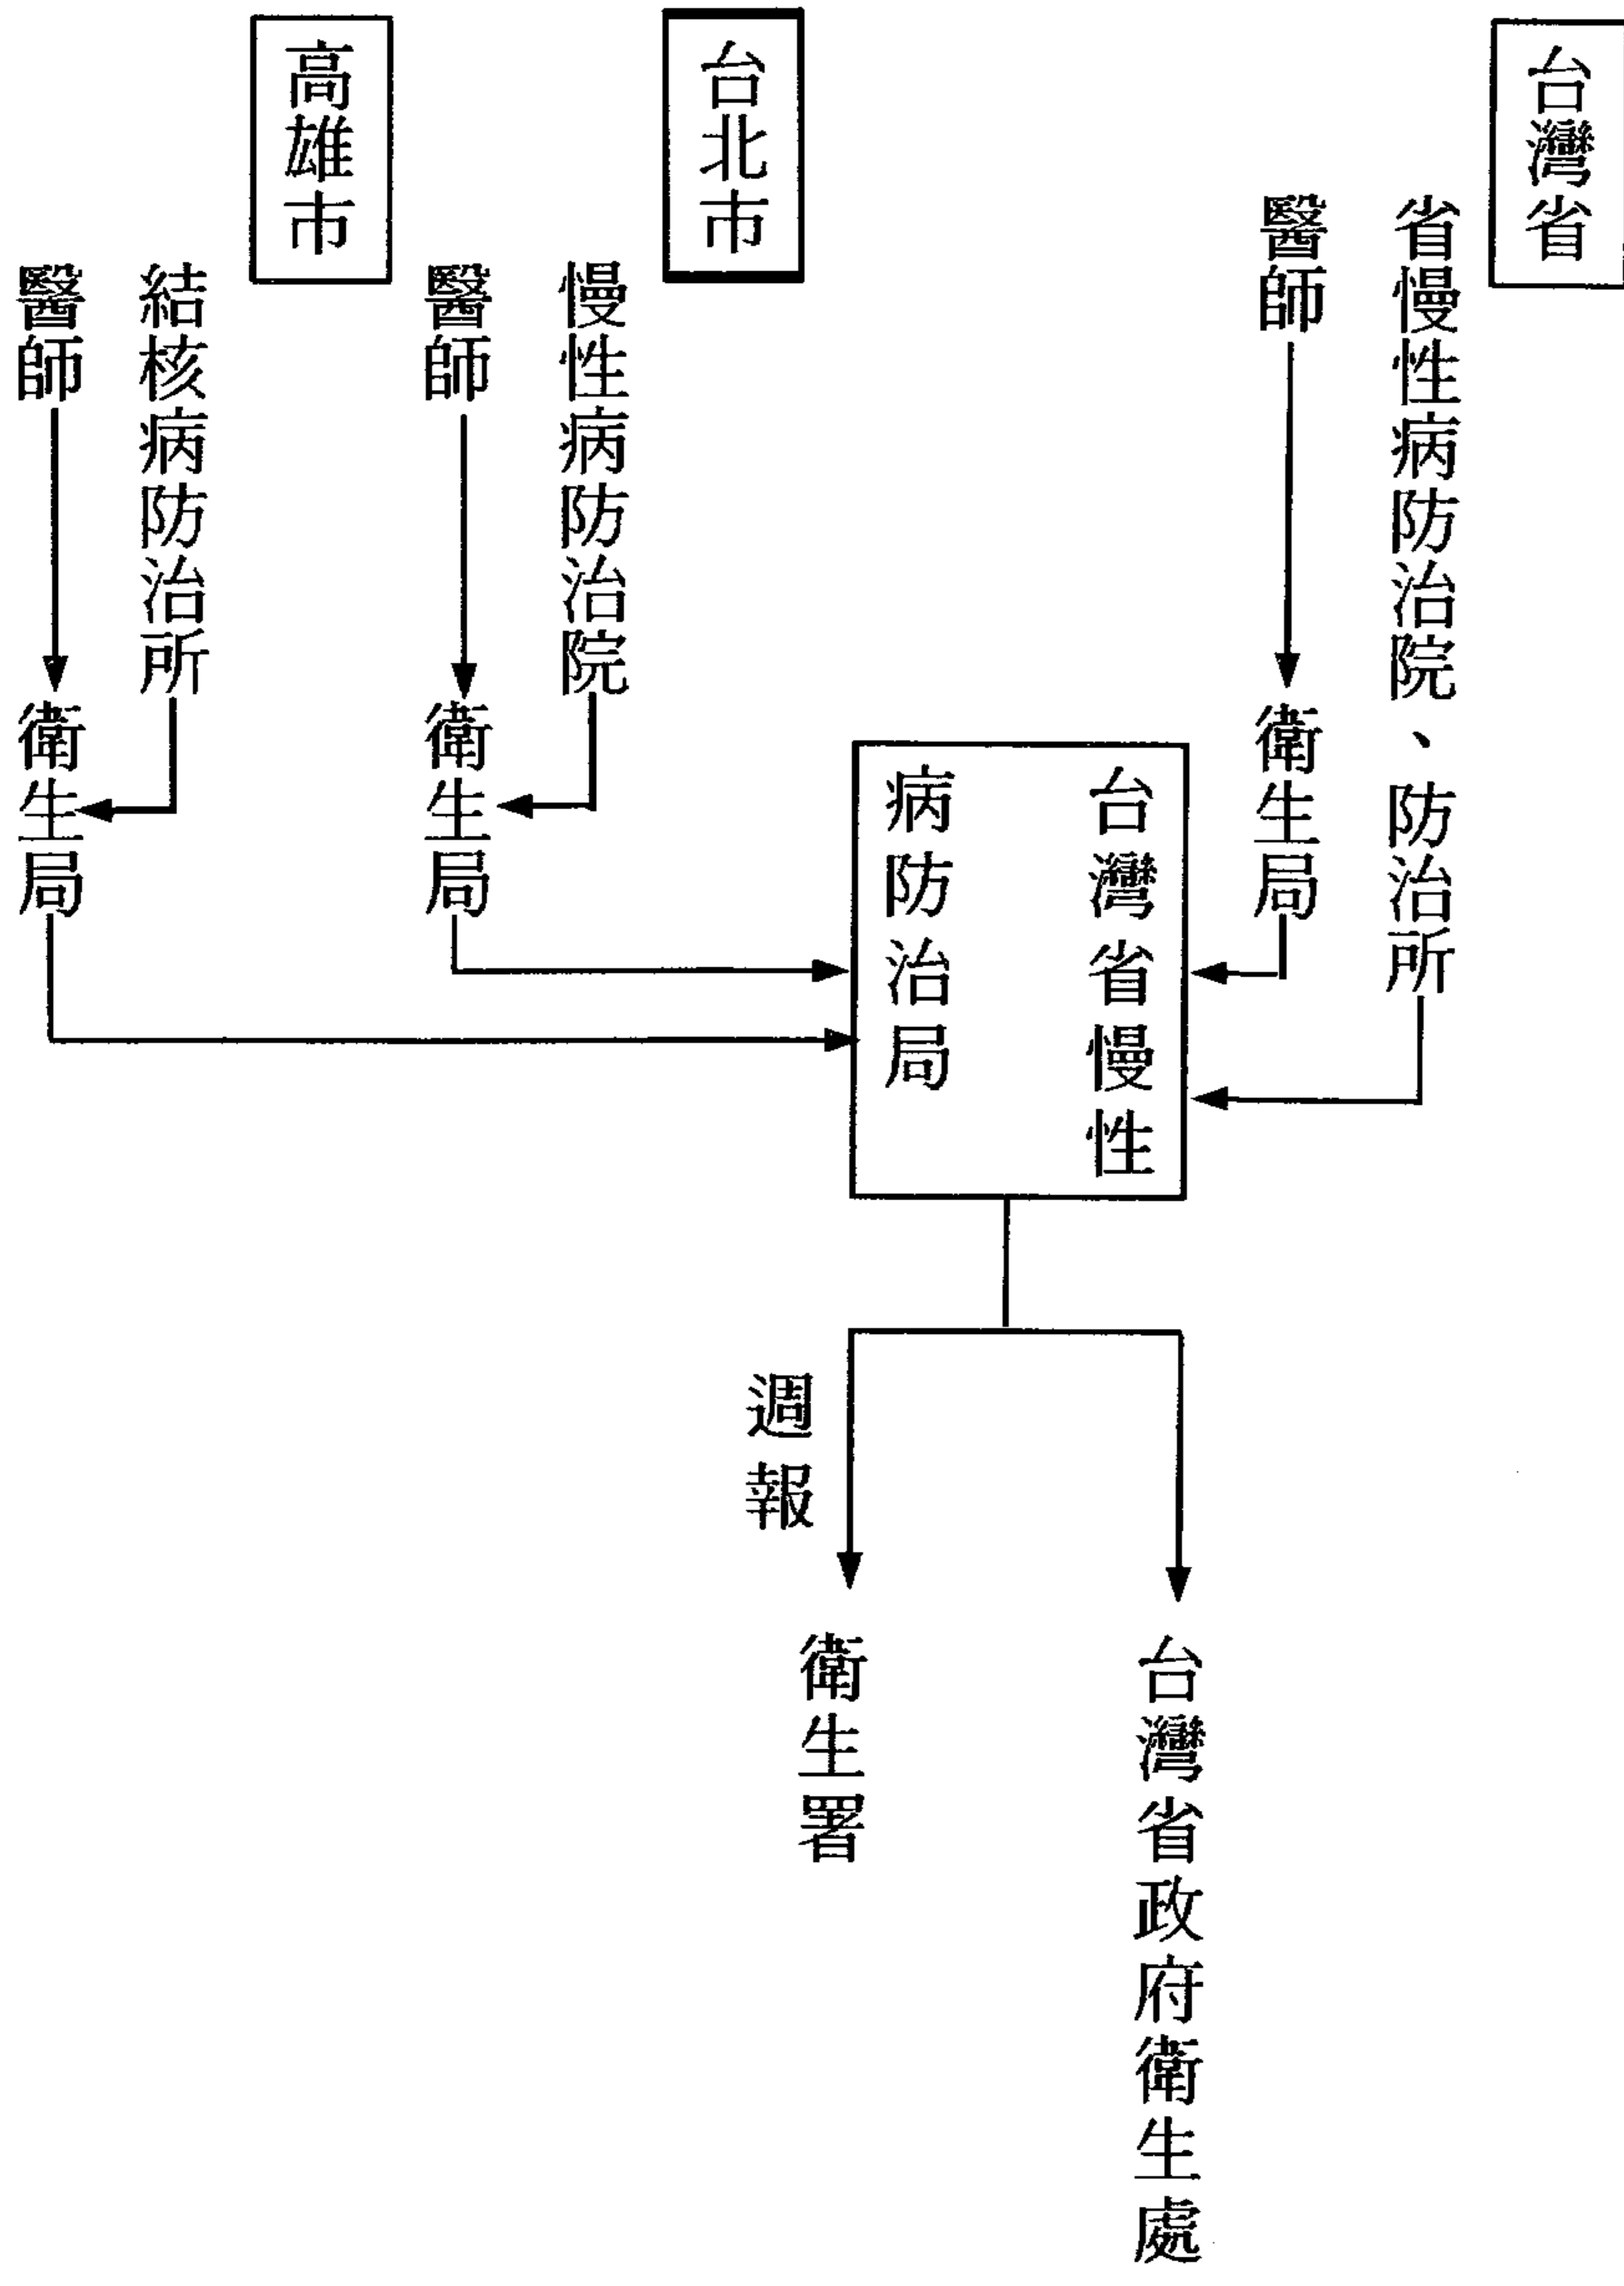 台灣省
省慢性病防治院、防治所
醫師
衛生局
台北市
慢性病防治院
醫師
衛生局
高雄市
結核病防治所
醫師
衛生局
台灣省慢性
病防治局
台灣省政府衛生處
週報
衛生署